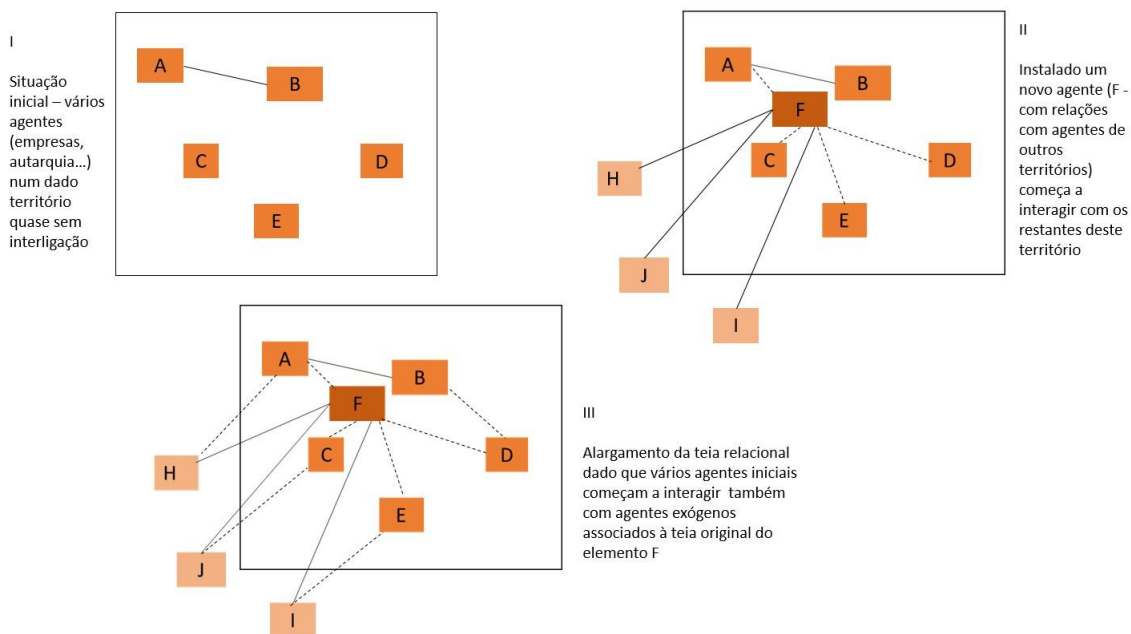 I
Situação
inicial – vários
agentes
(empresas,
autarquia...)
num dado
território
quase sem
interligação
A
B
C
D
E
II
Instalado um
novo agente (F -
com relações
com agentes de
outros
territórios)
começa a
interagir com os
restantes deste
território
A
B
F
C
D
H
E
J
I
A
B
F
C
D
H
E
J
I
III
Alargamento da teia relacional
dado que vários agentes iniciais
começam a interagir  também
com agentes exógenos
associados à teia original do
elemento F